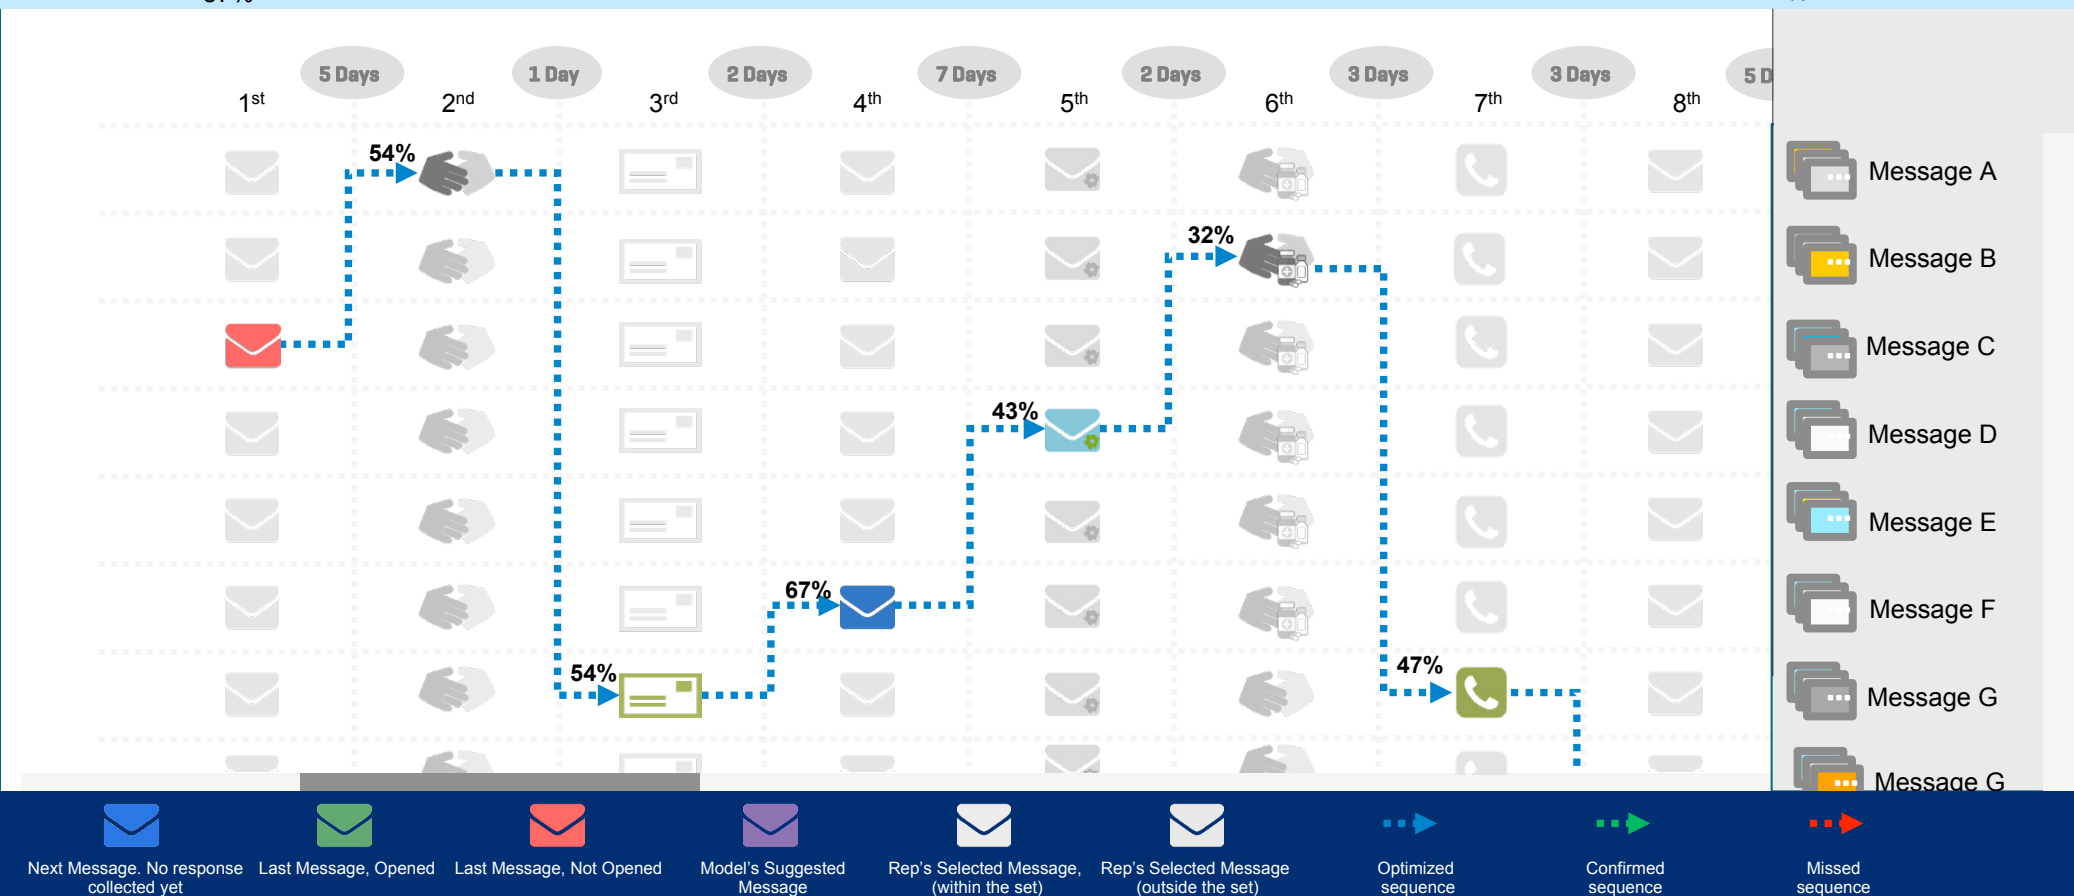 5 Days 1 Day 2 Days 7 Days 2 Days 3 Days 3 Days 5 D
1st 2nd 3rd 4th 5th 6th 7th 8th
54%
Message A
32%
Message B
Message C
43%
Message D
Message E
67%
Message F
54%
47%
Message G
Message G
Next Message. No response
collected yet
Last Message, Opened
Last Message, Not Opened
Model's Suggested
Message
Rep's Selected Message,
(within the set)
Rep's Selected Message
(outside the set)
Optimized
sequence
Confirmed
sequence
Missed
sequence